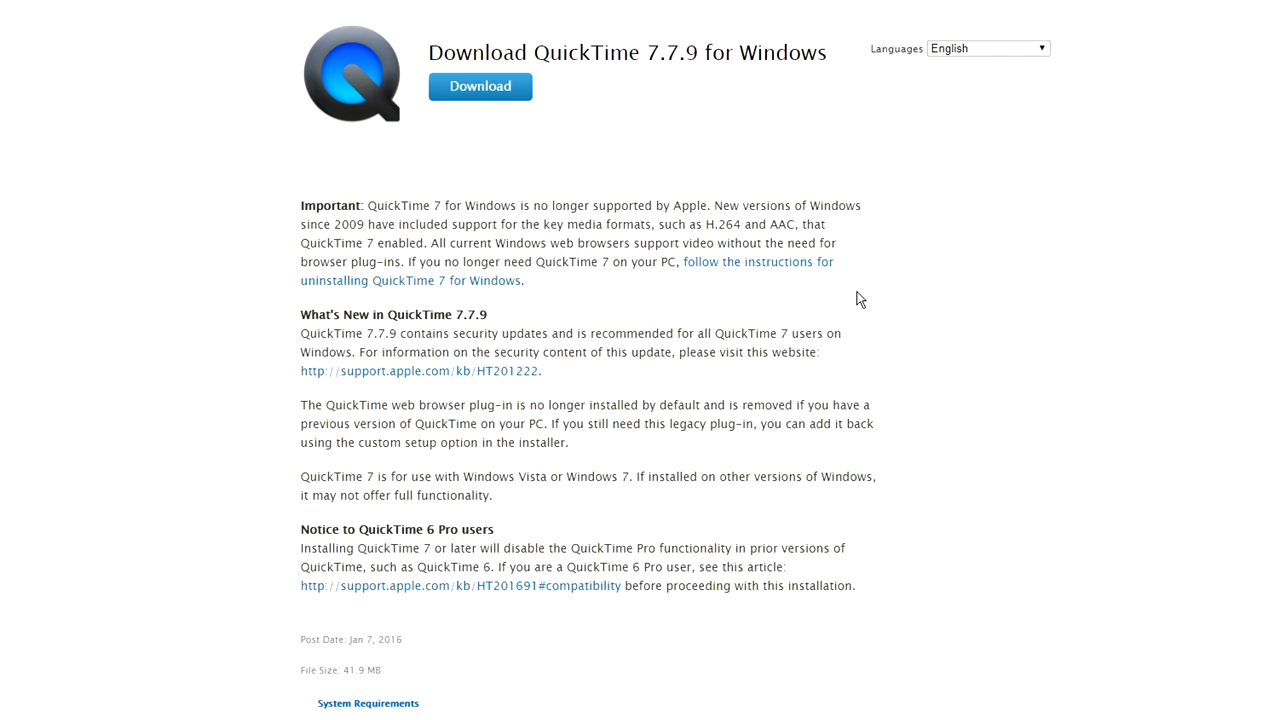 Download QuickTime 7.7.9 for Windows
Languages English
Download
Important: QuickTime 7 for Windows is no longer supported by Apple. New versions of Windows
since 2009 have included support for the key media formats, such as H.264 and AAC, that
QuickTime 7 enabled. All current Windows web browsers support video without the need for
browser plug-ins. If you no longer need QuickTime 7 on your PC, follow the instructions for
uninstalling QuickTime 7 for Windows.
What's New in QuickTime 7.7.9
QuickTime 7.7.9 contains security updates and is recommended for all QuickTime 7 users on
Windows. For information on the security content of this update, please visit this website:
http://support.apple.com/kb/HT201222.
The QuickTime web browser plug-in is no longer installed by default and is removed if you have a
previous version of QuickTime on your PC. If you still need this legacy plug-in, you can add it back
using the custom setup option in the installer.
QuickTime 7 is for use with Windows Vista or Windows 7. If installed on other versions of Windows,
it may not offer full functionality.
Notice to QuickTime 6 Pro users
Installing QuickTime 7 or later will disable the QuickTime Pro functionality in prior versions of
QuickTime, such as QuickTime 6. If you are a QuickTime 6 Pro user, see this article:
http://support.apple.com/kb/HT201691#compatibility before proceeding with this installation.
Post Date: Jan 7, 2016
File Size: 41.9 MB
System Requirements